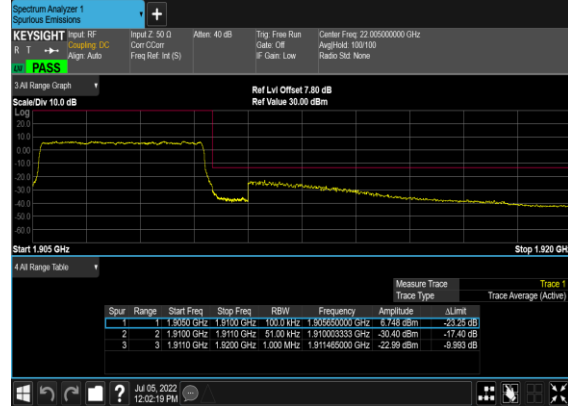 Spectrum Analyzer 1
Spurious Emissions
+
KEYSIGHT Input: RF Input Z: 50 Ω Atten: 40 dB Trig: Free Run Center Freq: 22.005000000 GHz
R T Coupling: DC Corr CCorr Gate: Off Avg|Hold: 100/100
Align: Auto Freq Ref: Int (S) IF Gain: Low Radio Std: None
PASS
3 All Range Graph
Ref Lvl Offset 7.80 dB
Scale/Div 10.0 dB Ref Value 30.00 dBm
Log
20.0
10.0
0.00
-10.0
-20.0
-30.0
-40.0
-50.0
-60.0
Start 1.905 GHz Stop 1.920 GH
4 All Range Table
Measure Trace Trace 1
Trace Type Trace Average (Active)
Spur Range Start Freq Stop Freq RBW Frequency Amplitude ΔLimit
1 1 1.9050 GHz 1.9100 GHz 100.0 kHz 1.905650000 GHz 6.748 dBm -23.25 dB
2 2 1.9100 GHz 1.9110 GHz 51.00 kHz 1.910003333 GHz -30.40 dBm -17.40 dB
3 3 1.9110 GHz 1.9200 GHz 1.000 MHz 1.911465000 GHz -22.99 dBm -9.993 dB
?
Jul 05, 2022
12:02:19 PM